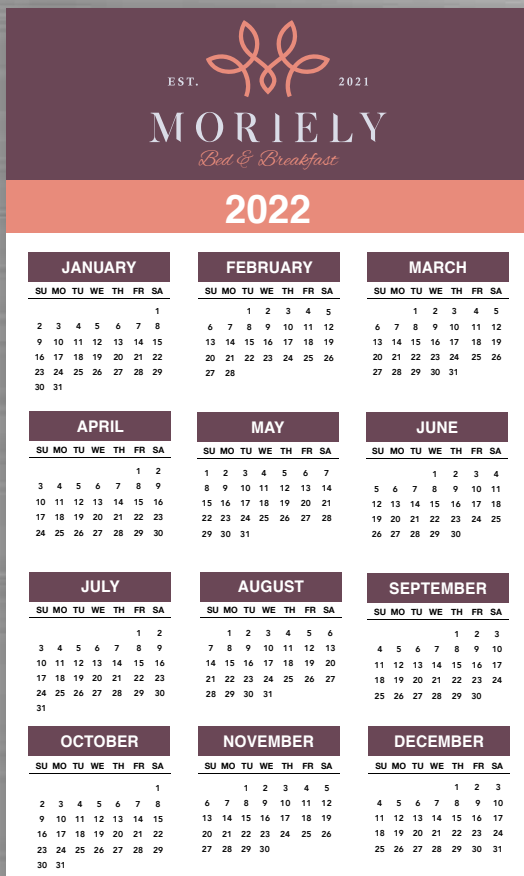 EST. 2021
MORIELY
Bed & Breakfast
2022
JANUARY
SU MO TU WE TH FR SA
1
2 3 4 5 6 7 8
9 10 11 12 13 14 15
16 17 18 19 20 21 22
23 24 25 26 27 28 29
30 31
FEBRUARY
SU MO TU WE TH FR SA
1 2 3 4 5
6 7 8 9 10 11 12
13 14 15 16 17 18 19
20 21 22 23 24 25 26
27 28
MARCH
SU MO TU WE TH FR SA
1 2 3 4 5
6 7 8 9 10 11 12
13 14 15 16 17 18 19
20 21 22 23 24 25 26
27 28 29 30 31
APRIL
SU MO TU WE TH FR SA
1 2
3 4 5 6 7 8 9
10 11 12 13 14 15 16
17 18 19 20 21 22 23
24 25 26 27 28 29 30
MAY
SU MO TU WE TH FR SA
1 2 3 4 5 6 7
8 9 10 11 12 13 14
15 16 17 18 19 20 21
22 23 24 25 26 27 28
29 30 31
JUNE
SU MO TU WE TH FR SA
1 2 3 4
5 6 7 8 9 10 11
12 13 14 15 16 17 18
19 20 21 22 23 24 25
26 27 28 29 30
JULY
SU MO TU WE TH FR SA
1 2
3 4 5 6 7 8 9
10 11 12 13 14 15 16
17 18 19 20 21 22 23
24 25 26 27 28 29 30
31
AUGUST
SU MO TU WE TH FR SA
1 2 3 4 5 6
7 8 9 10 11 12 13
14 15 16 17 18 19 20
21 22 23 24 25 26 27
28 29 30 31
SEPTEMBER
SU MO TU WE TH FR SA
1 2 3
4 5 6 7 8 9 10
11 12 13 14 15 16 17
18 19 20 21 22 23 24
25 26 27 28 29 30
OCTOBER
SU MO TU WE TH FR SA
1
2 3 4 5 6 7 8
9 10 11 12 13 14 15
16 17 18 19 20 21 22
23 24 25 26 27 28 29
30 31
NOVEMBER
SU MO TU WE TH FR SA
1 2 3 4 5
6 7 8 9 10 11 12
13 14 15 16 17 18 19
20 21 22 23 24 25 26
27 28 29 30
DECEMBER
SU MO TU WE TH FR SA
1 2 3
4 5 6 7 8 9 10
11 12 13 14 15 16 17
18 19 20 21 22 23 24
25 26 27 28 29 30 31